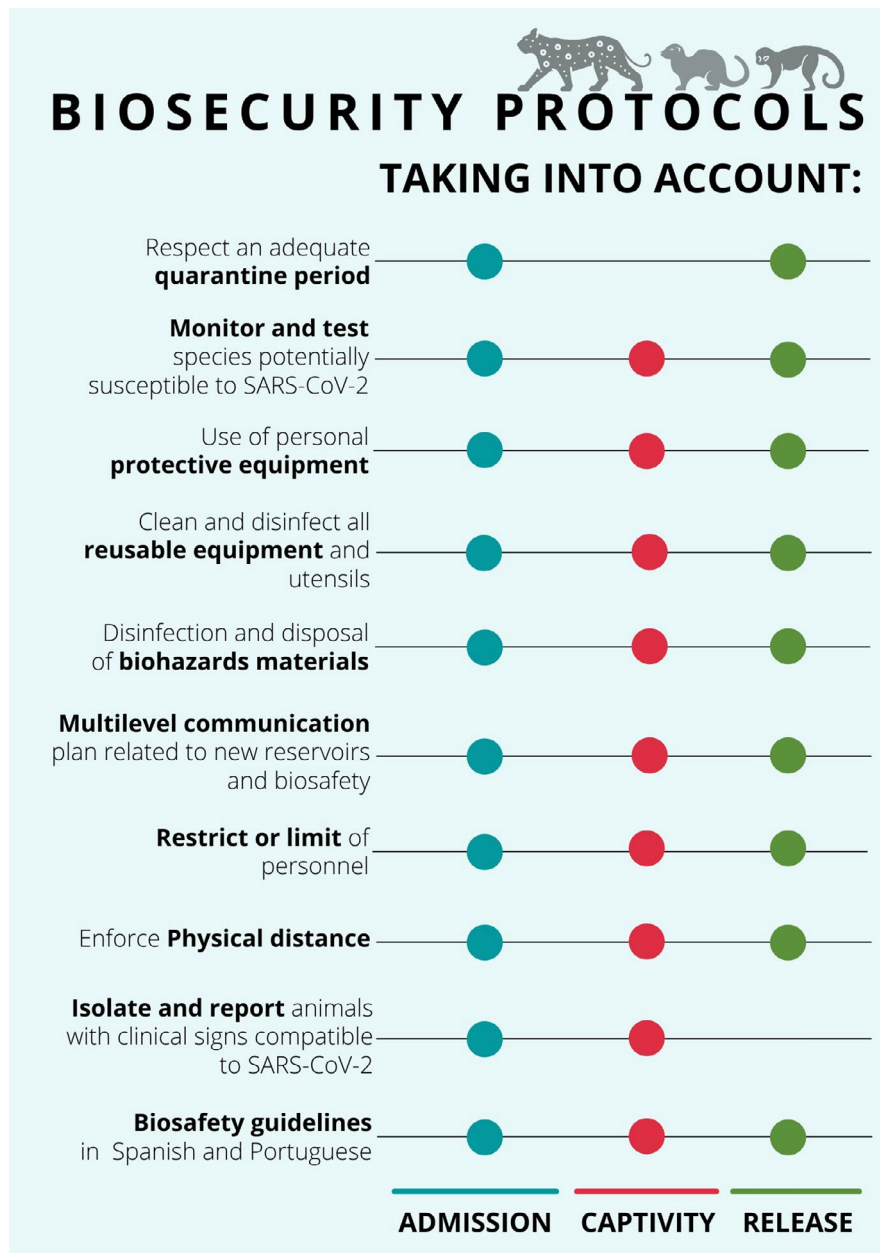 BIOSECURITY PROTOCOLS
TAKING INTO ACCOUNT:
Respect an adequate
quarantine period
Monitor and test
species potentially
susceptible to SARS-CoV-2
Use of personal
protective equipment
Clean and disinfect all
reusable equipment and
utensils
Disinfection and disposal
of biohazards materials
Multilevel communication
plan related to new reservoirs
and biosafety
Restrict or limit of
personnel
Enforce Physical distance
Isolate and report animals
with clinical signs compatible
to SARS-CoV-2
Biosafety guidelines
in Spanish and Portuguese
ADMISSION CAPTIVITY RELEASE